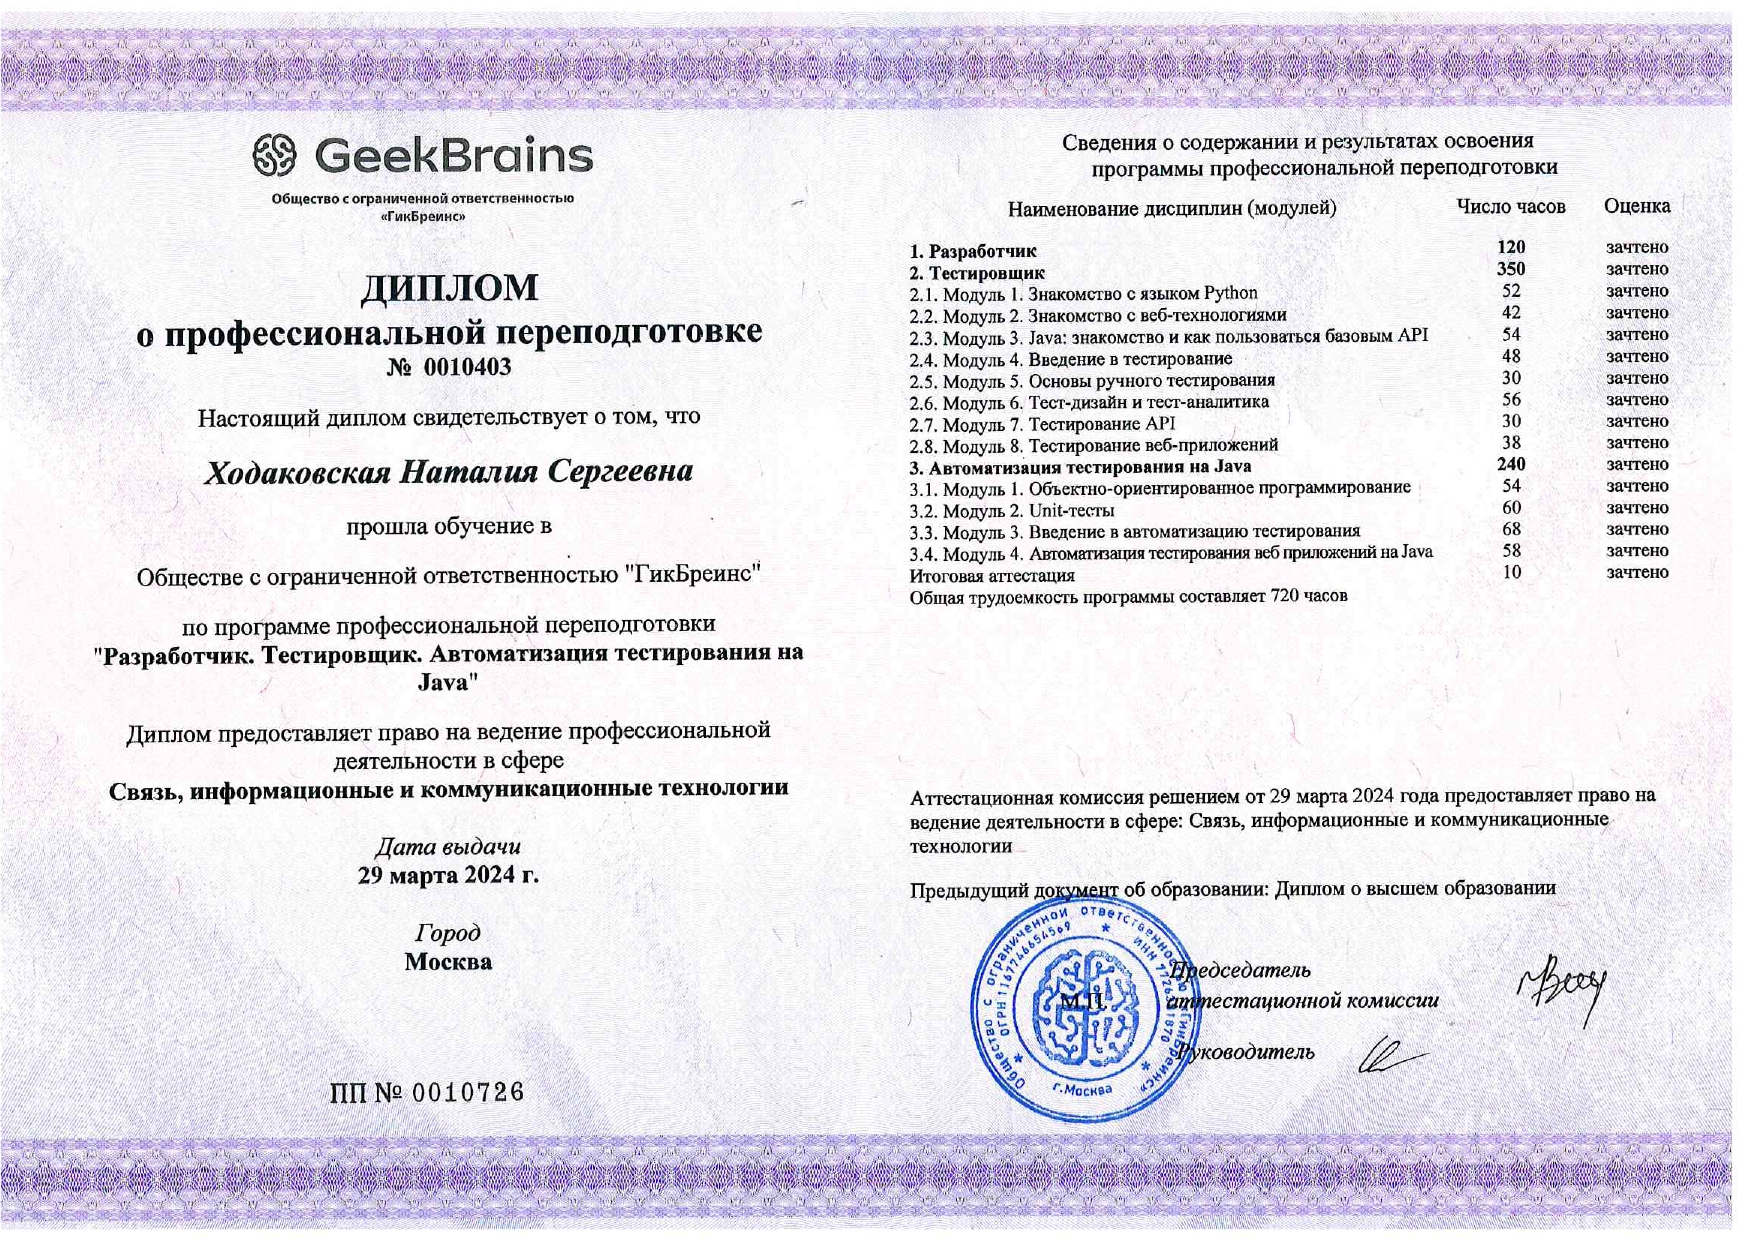 GeekBrains
Общество с ограниченной ответственностью
«ГикБреинс»
ДИПЛОМ
о профессиональной переподготовке
№ 0010403
Настоящий диплом свидетельствует о том, что
Ходаковская Наталия Сергеевна
прошла обучение в
Обществе с ограниченной ответственностью "ГикБреинс"
по программе профессиональной переподготовки
"Разработчик. Тестировщик. Автоматизация тестирования на
Java"
Диплом предоставляет право на ведение профессиональной
деятельности в сфере
Связь, информационные и коммуникационные технологии
Дата выдачи
29 марта 2024 г.
Город
Москва
ПП № 0010726
Сведения о содержании и результатах освоения
программы профессиональной переподготовки
Наименование дисциплин (модулей) Число часов Оценка
1. Разработчик 120 зачтено
2. Тестировщик 350 зачтено
2.1. Модуль 1. Знакомство с языком Python 52 зачтено
2.2. Модуль 2. Знакомство с веб-технологиями 42 зачтено
2.3. Модуль 3. Java: знакомство и как пользоваться базовым API 54 зачтено
2.4. Модуль 4. Введение в тестирование 48 зачтено
2.5. Модуль 5. Основы ручного тестирования 30 зачтено
2.6. Модуль 6. Тест-дизайн и тест-аналитика 56 зачтено
2.7. Модуль 7. Тестирование API 30 зачтено
2.8. Модуль 8. Тестирование веб-приложений 38 зачтено
3. Автоматизация тестирования на Java 240 зачтено
3.1. Модуль 1. Объектно-ориентированное программирование 54 зачтено
3.2. Модуль 2. Unit-тесты 60 зачтено
3.3. Модуль 3. Введение в автоматизацию тестирования 68 зачтено
3.4. Модуль 4. Автоматизация тестирования веб приложений на Java 58 зачтено
Итоговая аттестация 10 зачтено
Общая трудоемкость программы составляет 720 часов
Аттестационная комиссия решением от 29 марта 2024 года предоставляет право на
ведение деятельности в сфере: Связь, информационные и коммуникационные
технологии
Предыдущий документ об образовании: Диплом о высшем образовании
Общество с ограниченной ответственностью «ГикБреинс»
г.Москва
М.П.
Председатель
аттестационной комиссии
Руководитель